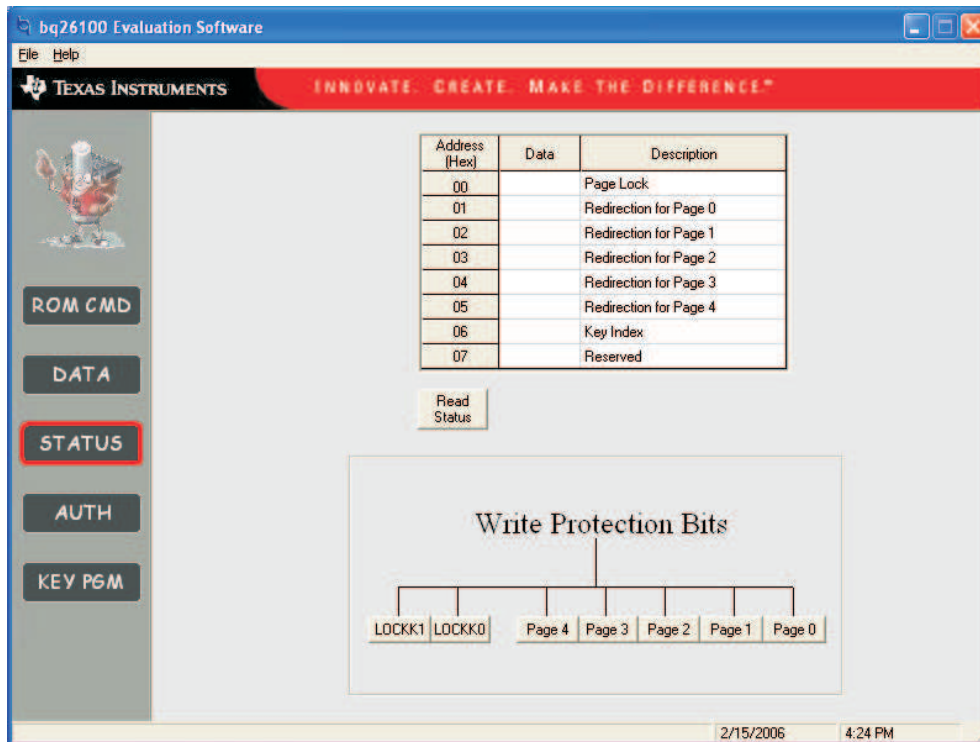 bq26100 Evaluation Software
File Help
TEXAS INSTRUMENTS
INNOVATE. CREATE. MAKE THE DIFFERENCE.™
Address (Hex) Data Description
00 Page Lock
01 Redirection for Page 0
02 Redirection for Page 1
03 Redirection for Page 2
04 Redirection for Page 3
05 Redirection for Page 4
06 Key Index
07 Reserved
ROM CMD
DATA
STATUS
AUTH
KEY PGM
Read
Status
Write Protection Bits
LOCKK1 LOCKK0 Page 4 Page 3 Page 2 Page 1 Page 0
2/15/2006 4:24 PM